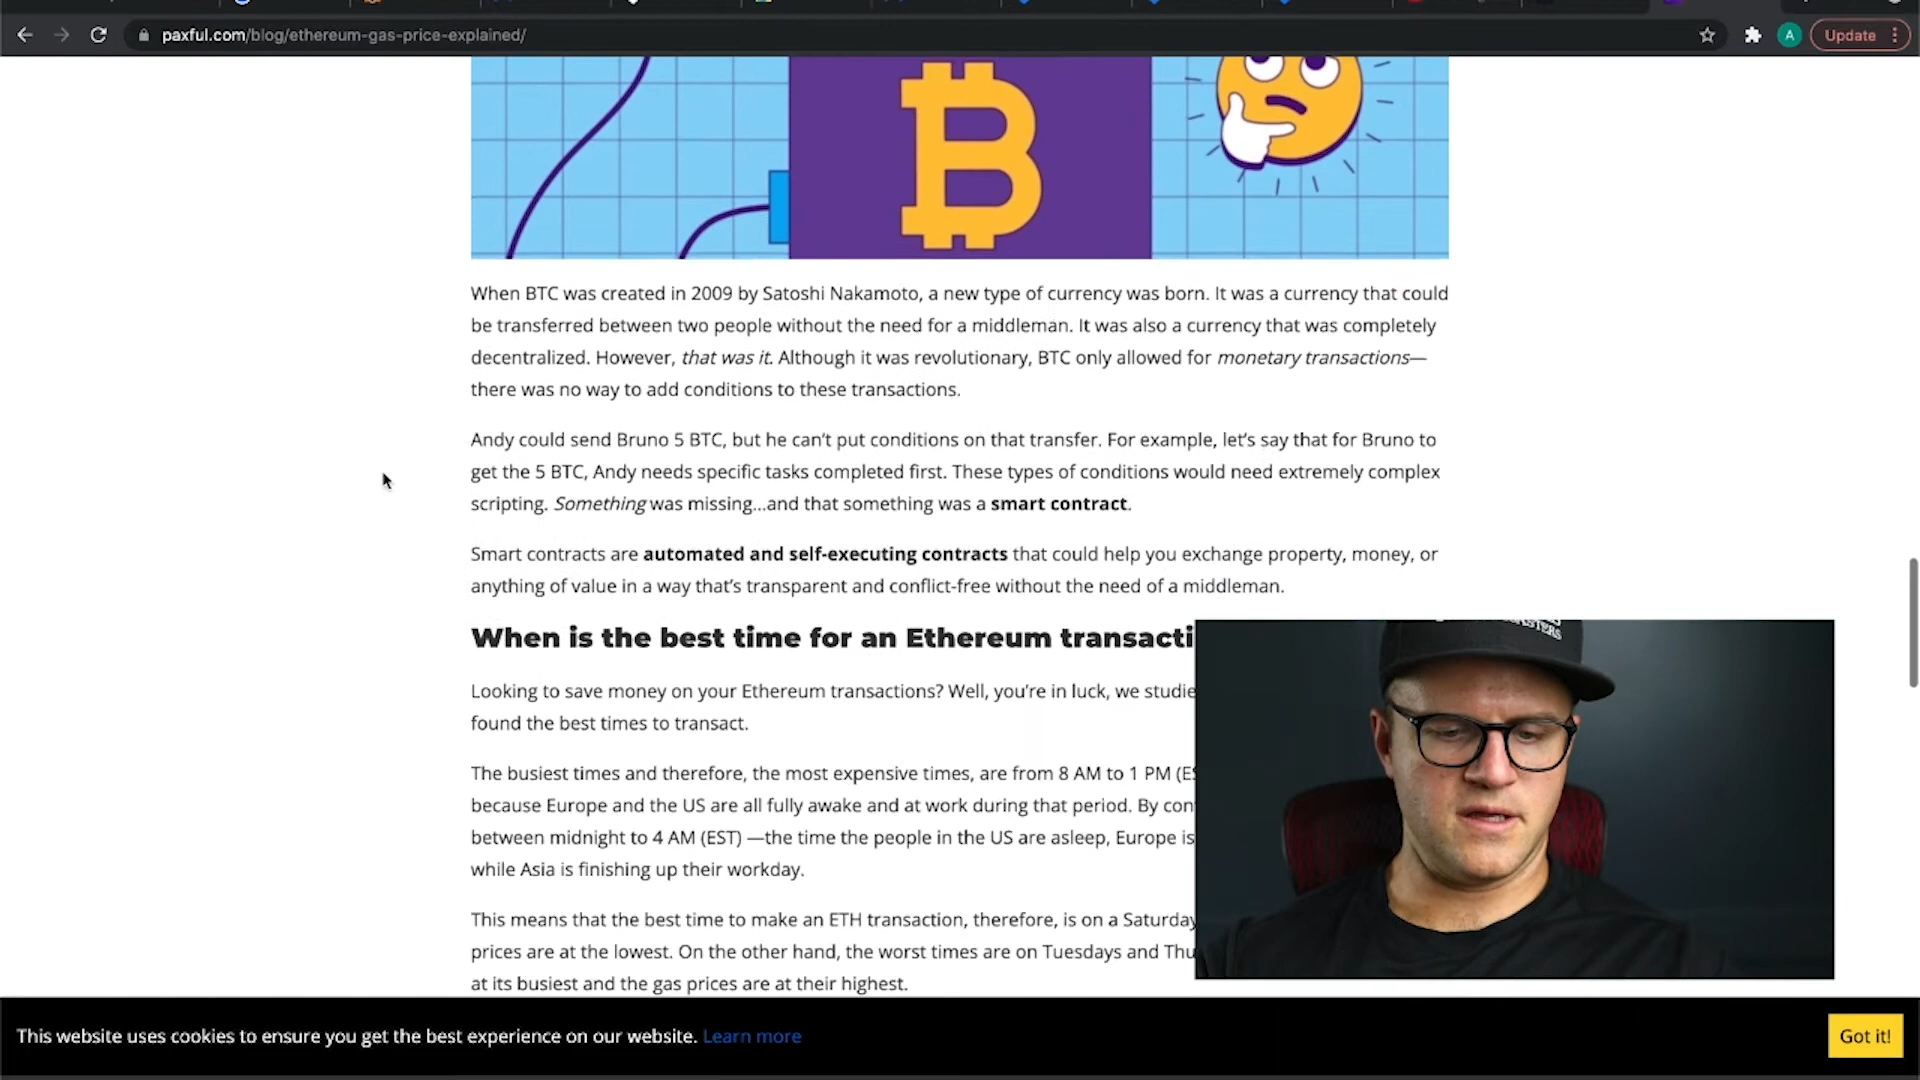 paxful.com/blog/ethereum-gas-price-explained/
A
Update
When BTC was created in 2009 by Satoshi Nakamoto, a new type of currency was born. It was a currency that could
be transferred between two people without the need for a middleman. It was also a currency that was completely
decentralized. However, that was it. Although it was revolutionary, BTC only allowed for monetary transactions—
there was no way to add conditions to these transactions.
Andy could send Bruno 5 BTC, but he can’t put conditions on that transfer. For example, let’s say that for Bruno to
get the 5 BTC, Andy needs specific tasks completed first. These types of conditions would need extremely complex
scripting. Something was missing…and that something was a smart contract.
Smart contracts are automated and self-executing contracts that could help you exchange property, money, or
anything of value in a way that’s transparent and conflict-free without the need of a middleman.
When is the best time for an Ethereum transacti
Looking to save money on your Ethereum transactions? Well, you’re in luck, we studie
found the best times to transact.
The busiest times and therefore, the most expensive times, are from 8 AM to 1 PM (ES
because Europe and the US are all fully awake and at work during that period. By con
between midnight to 4 AM (EST) —the time the people in the US are asleep, Europe is
while Asia is finishing up their workday.
This means that the best time to make an ETH transaction, therefore, is on a Saturday
prices are at the lowest. On the other hand, the worst times are on Tuesdays and Thu
at its busiest and the gas prices are at their highest.
This website uses cookies to ensure you get the best experience on our website. Learn more
Got it!